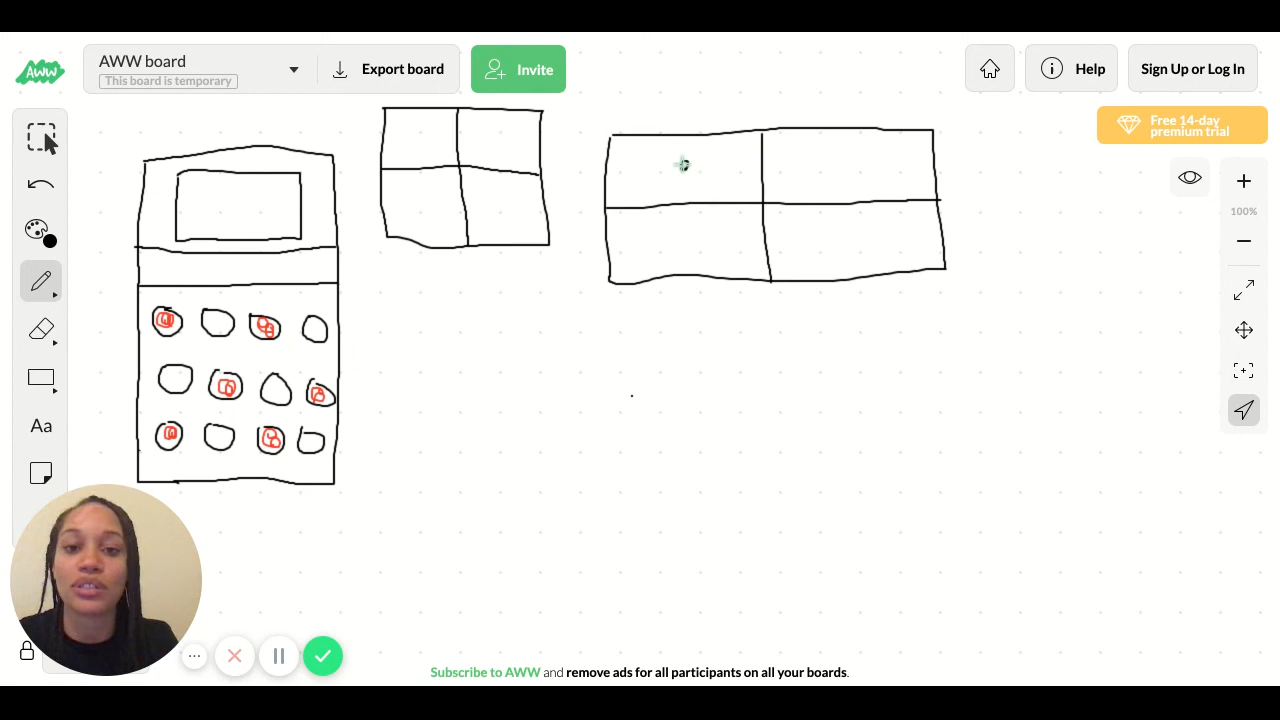 AWW
AWW board
This board is temporary
Export board
Invite
Help
Sign Up or Log In
Free 14-day
premium trial
100%
Aa
Subscribe to AWW and remove ads for all participants on all your boards.